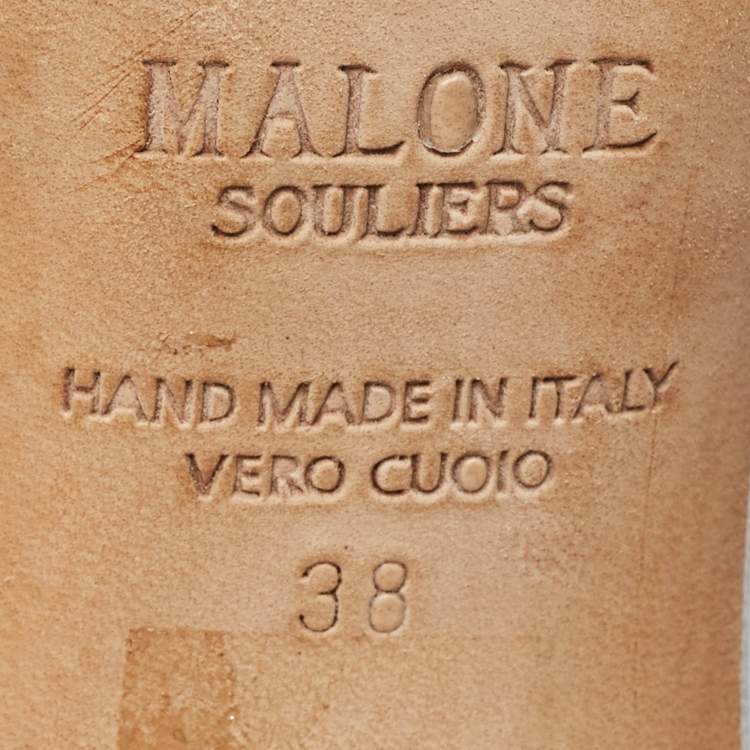 MALONE
SOULIERS
HAND MADE IN ITALY
VERO CUOIO
38